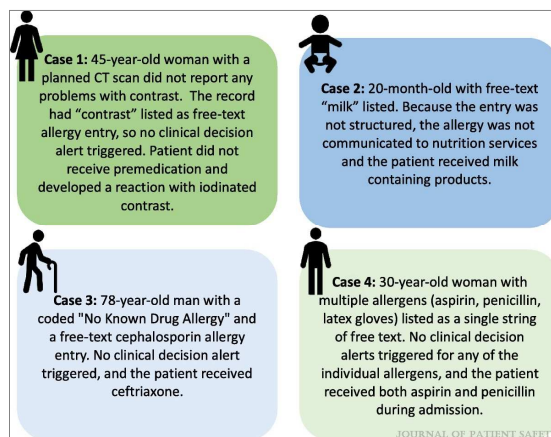 Case 1: 45-year-old woman with a
planned CT scan did not report any
problems with contrast.  The record
had “contrast” listed as free-text
allergy entry, so no clinical decision
alert triggered. Patient did not
receive premedication and
developed a reaction with iodinated
contrast.
Case 2: 20-month-old with free-text
“milk” listed. Because the entry
was not structured, the allergy was not
communicated to nutrition services
and the patient received milk
containing products.
Case 3: 78-year-old man with a
coded "No Known Drug Allergy" and
a free-text cephalosporin allergy
entry. No clinical decision alert
triggered, and the patient received
ceftriaxone.
Case 4: 30-year-old woman with
multiple allergens (aspirin, penicillin,
latex gloves) listed as a single string
of free text. No clinical decision
alerts triggered for any of the
individual allergens, and the patient
received both aspirin and penicillin
during admission.
JOURNAL OF PATIENT SAFET